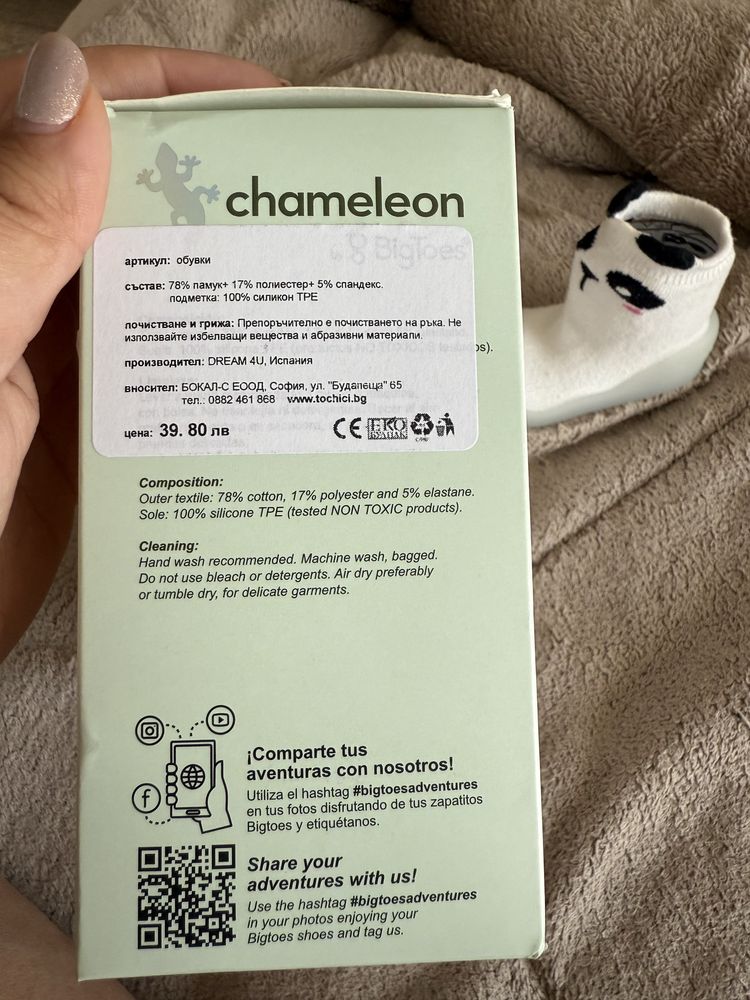 chameleon
BigToes
артикул: обувки
състав: 78% памук+ 17% полиестер+ 5% спандекс.
подметка: 100% силикон TPE
почистване и грижа: Препоръчително е почистването на ръка. Не
използвайте избелващи вещества и абразивни материали.
производител: DREAM 4U, Испания
вносител: БОКАЛ-С ЕООД, София, ул. "Будапеща" 65
тел.: 0882 461 868 www.tochici.bg
цена: 39. 80 лв
CE ЕКО
БУЛПАК
Composition:
Outer textile: 78% cotton, 17% polyester and 5% elastane.
Sole: 100% silicone TPE (tested NON TOXIC products).
Cleaning:
Hand wash recommended. Machine wash, bagged.
Do not use bleach or detergents. Air dry preferably
or tumble dry, for delicate garments.
¡Comparte tus
aventuras con nosotros!
Utiliza el hashtag #bigtoesadventures
en tus fotos disfrutando de tus zapatitos
Bigtoes y etiquétanos.
Share your
adventures with us!
Use the hashtag #bigtoesadventures
in your photos enjoying your
Bigtoes shoes and tag us.